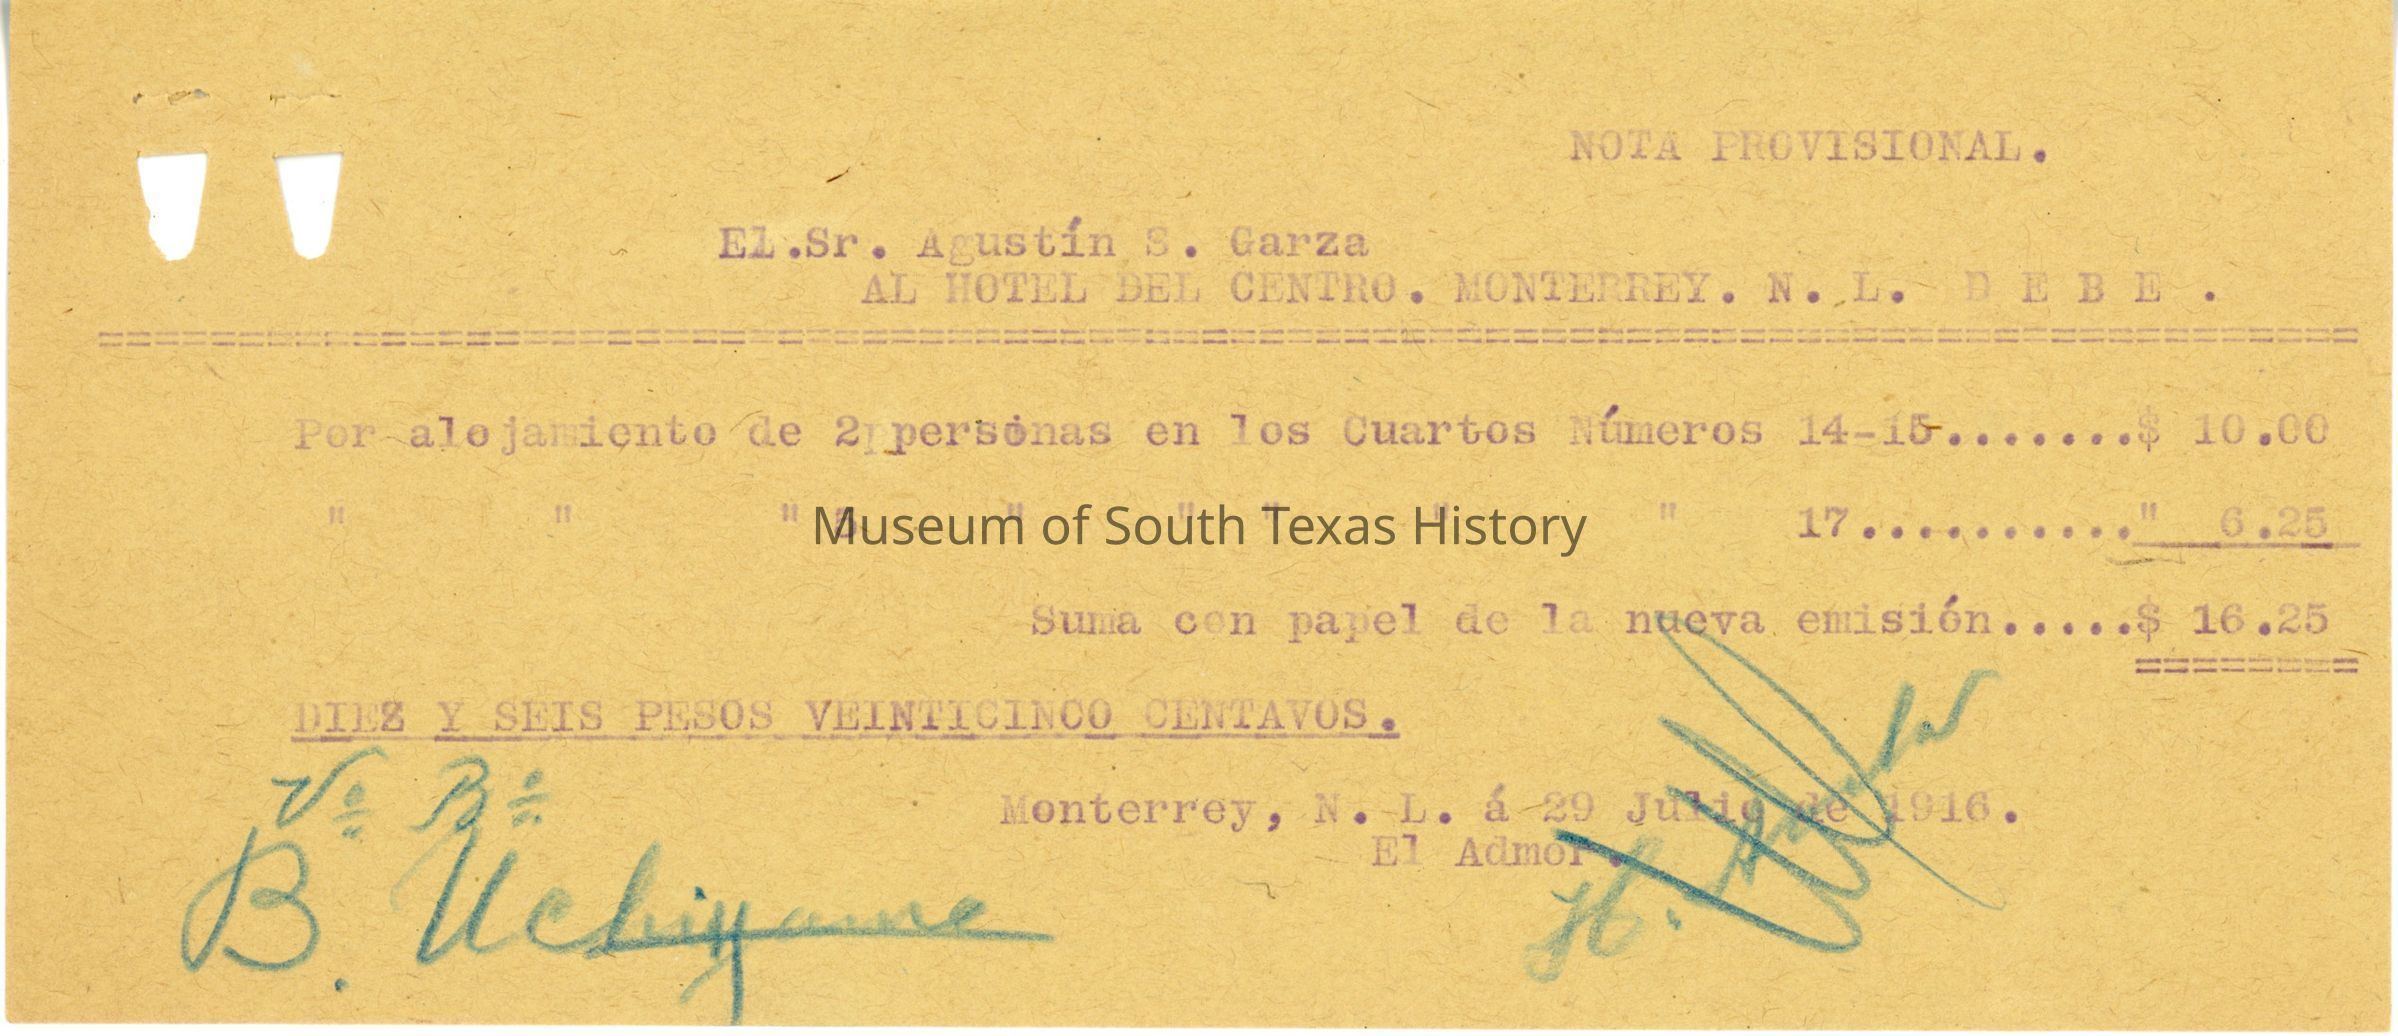 NOTA PROVISIONAL.
El.Sr. Agustín S. Garza
AL HOTEL DEL CENTRO. MONTERREY. N. L. D E B E .
================================================================================
Por alojamiento de 2 ppersonas en los Cuartos Números 14-15.......$ 10.00
" " " 3 " " " " " 17.........." 6.25
Museum of South Texas History
Suma con papel de la nueva emisión.....$ 16.25
========
DIEZ Y SEIS PESOS VEINTICINCO CENTAVOS.
Vº Bº
Monterrey, N. L. á 29 Julio de 1916.
El Admor.
B. Uchiyama
H.